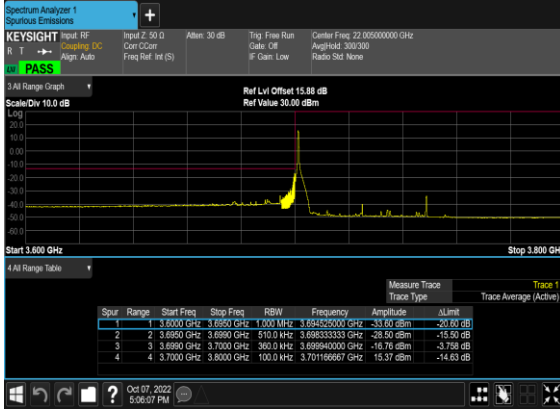 Spectrum Analyzer 1
Spurious Emissions
+
KEYSIGHT Input: RF Input Z: 50 Ω Atten: 30 dB Trig: Free Run Center Freq: 22.005000000 GHz
R T Coupling: DC Corr CCorr Gate: Off Avg|Hold: 300/300
Align: Auto Freq Ref: Int (S) IF Gain: Low Radio Std: None
PASS
3 All Range Graph
Ref Lvl Offset 15.88 dB
Scale/Div 10.0 dB Ref Value 30.00 dBm
Log
20.0
10.0
0.00
-10.0
-20.0
-30.0
-40.0
-50.0
-60.0
Start 3.600 GHz Stop 3.800 GH
4 All Range Table
Measure Trace Trace 1
Trace Type Trace Average (Active)
Spur Range Start Freq Stop Freq RBW Frequency Amplitude ΔLimit
1 1 3.6000 GHz 3.6950 GHz 1.000 MHz 3.694525000 GHz -33.60 dBm -20.60 dB
2 2 3.6950 GHz 3.6990 GHz 510.0 kHz 3.698333333 GHz -28.50 dBm -15.50 dB
3 3 3.6990 GHz 3.7000 GHz 360.0 kHz 3.699940000 GHz -16.76 dBm -3.758 dB
4 4 3.7000 GHz 3.8000 GHz 100.0 kHz 3.701166667 GHz 15.37 dBm -14.63 dB
? Oct 07, 2022
5:06:07 PM